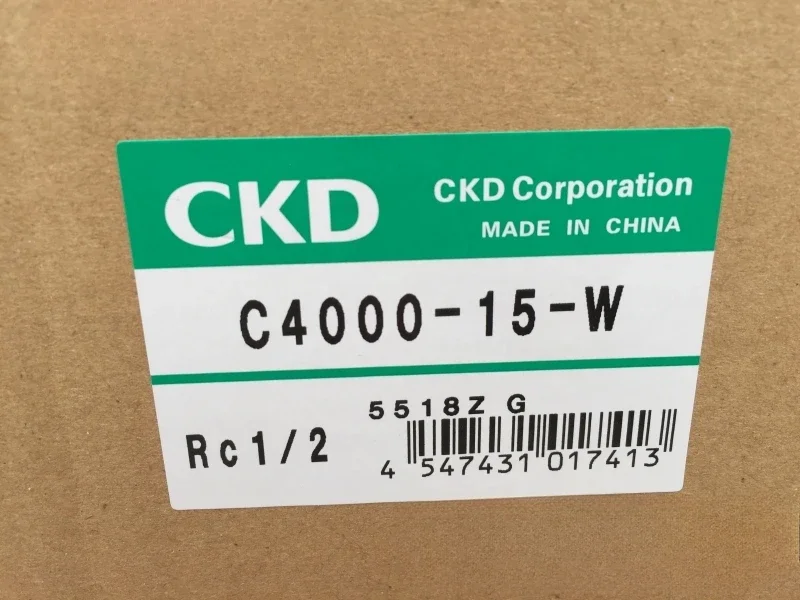 CKD
CKD Corporation
MADE IN CHINA
C4000-15-W
5518Z G
Rc1/2
4 547431 017413